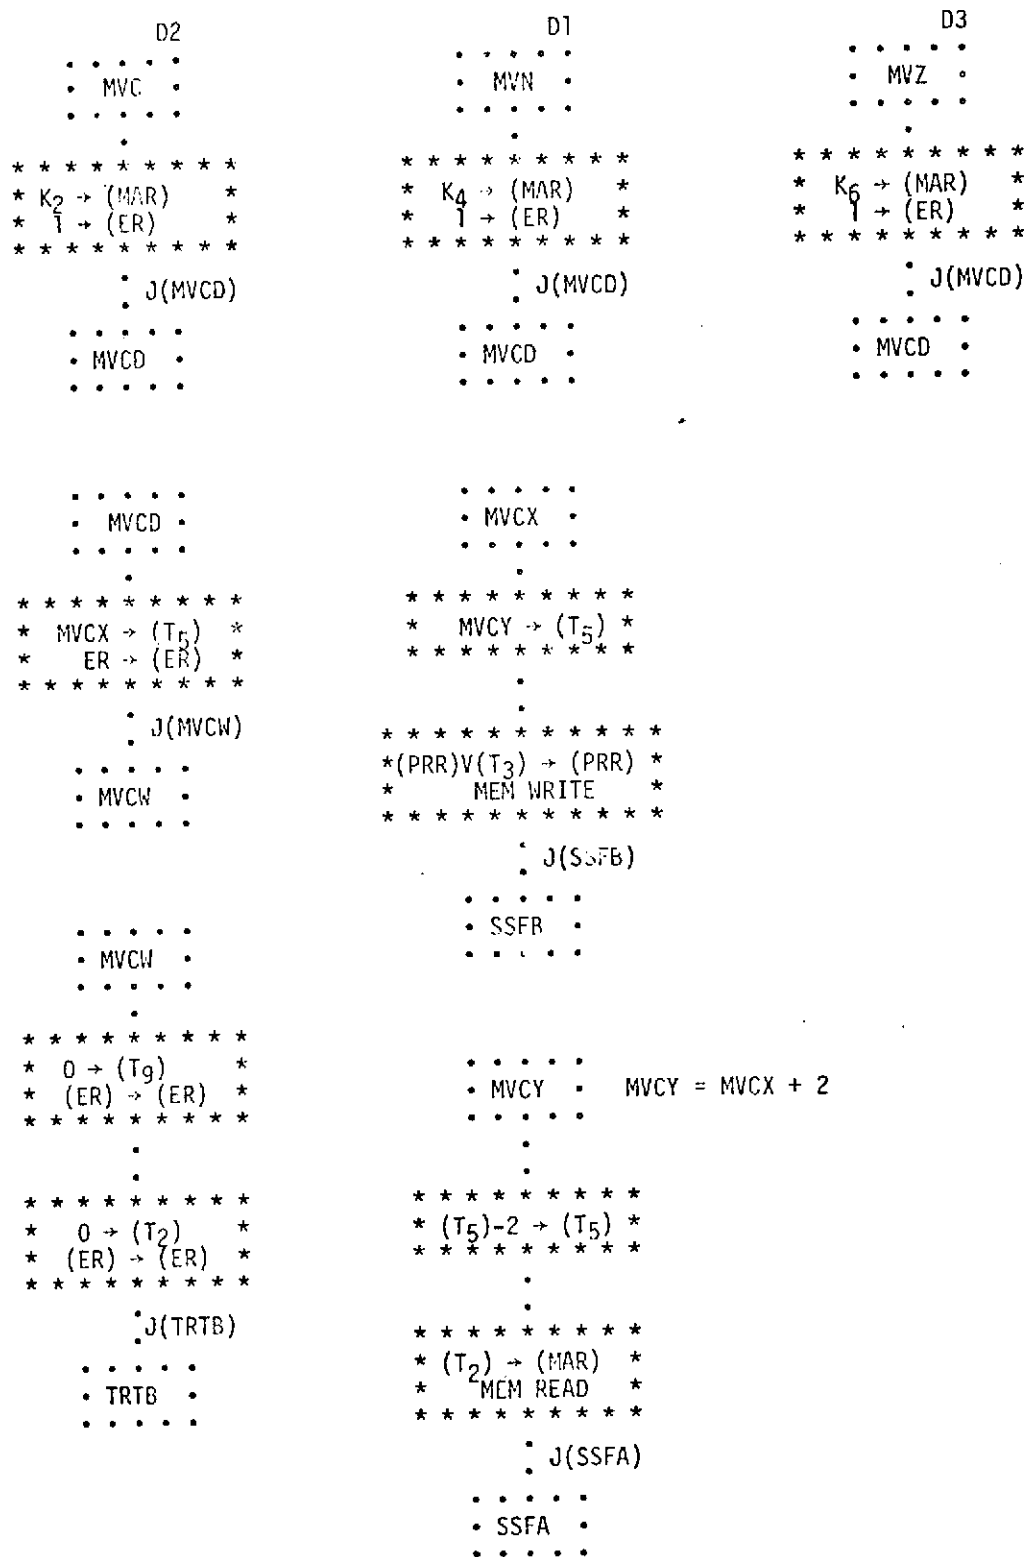 D2
MVC
K2 → (MAR)
1 → (ER)
J(MVCD)
MVCD
D1
MVN
K4 → (MAR)
1 → (ER)
J(MVCD)
MVCD
D3
MVZ
K6 → (MAR)
1 → (ER)
J(MVCD)
MVCD
MVCD
MVCX → (T5)
ER → (ER)
J(MVCW)
MVCW
MVCX
MVCY → (T5)
(PRR)V(T3) → (PRR)
MEM WRITE
J(SSFB)
SSFB
MVCW
0 → (T9)
(ER) → (ER)
0 → (T2)
(ER) → (ER)
J(TRTB)
TRTB
MVCY MVCY = MVCX + 2
(T5)-2 → (T5)
(T2) → (MAR)
MEM READ
J(SSFA)
SSFA